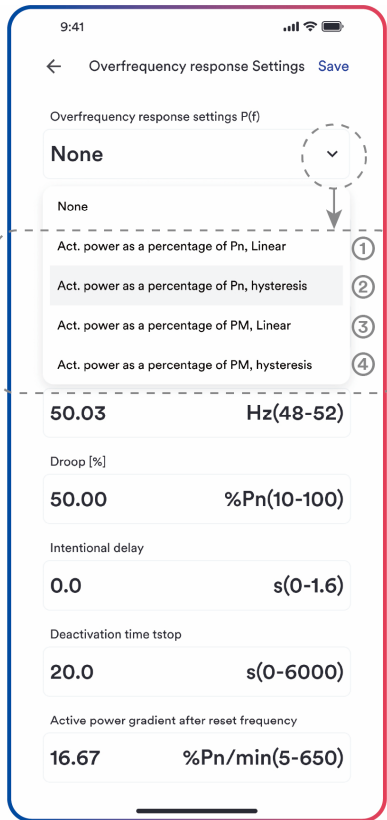 9:41
Overfrequency response Settings Save
Overfrequency response settings P(f)
None
None
Act. power as a percentage of Pn, Linear ①
Act. power as a percentage of Pn, hysteresis ②
Act. power as a percentage of PM, Linear ③
Act. power as a percentage of PM, hysteresis ④
50.03 Hz(48-52)
Droop [%]
50.00 %Pn(10-100)
Intentional delay
0.0 s(0-1.6)
Deactivation time tstop
20.0 s(0-6000)
Active power gradient after reset frequency
16.67 %Pn/min(5-650)